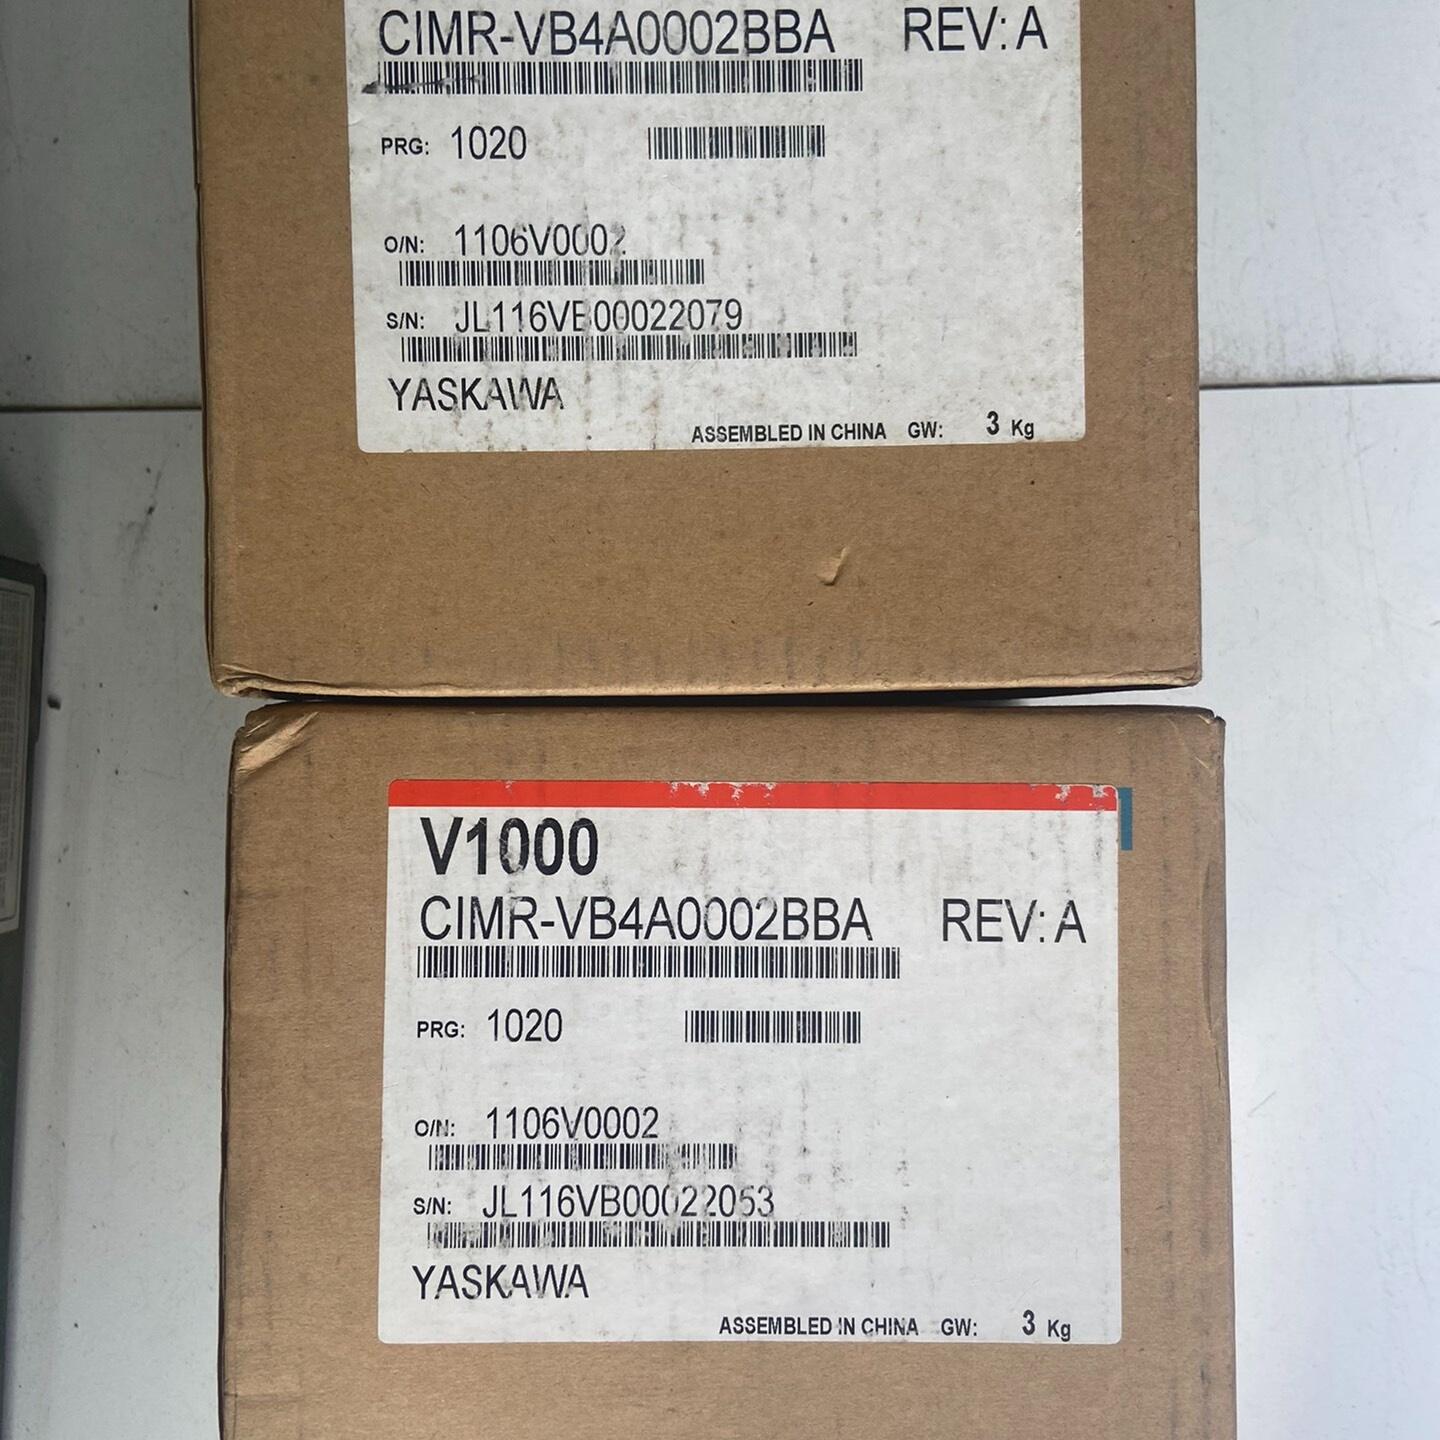 CIMR-VB4A0002BBA REV: A
PRG: 1020
O/N: 1106V0002
S/N: JL116VB00022079
YASKAWA
ASSEMBLED IN CHINA GW: 3 Kg
V1000
CIMR-VB4A0002BBA REV: A
PRG: 1020
O/N: 1106V0002
S/N: JL116VB00022053
YASKAWA
ASSEMBLED IN CHINA GW: 3 Kg